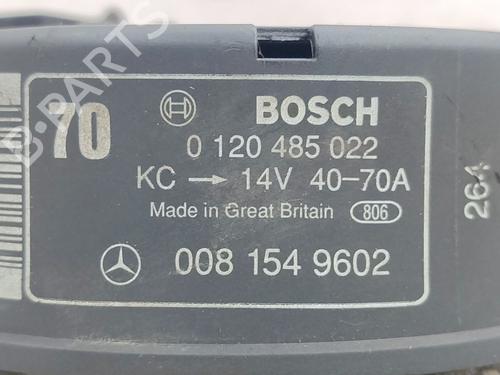 70
BOSCH
0 120 485 022
KC → 14V 40-70A
Made in Great Britain 806
008 154 9602
264
B-PARTS